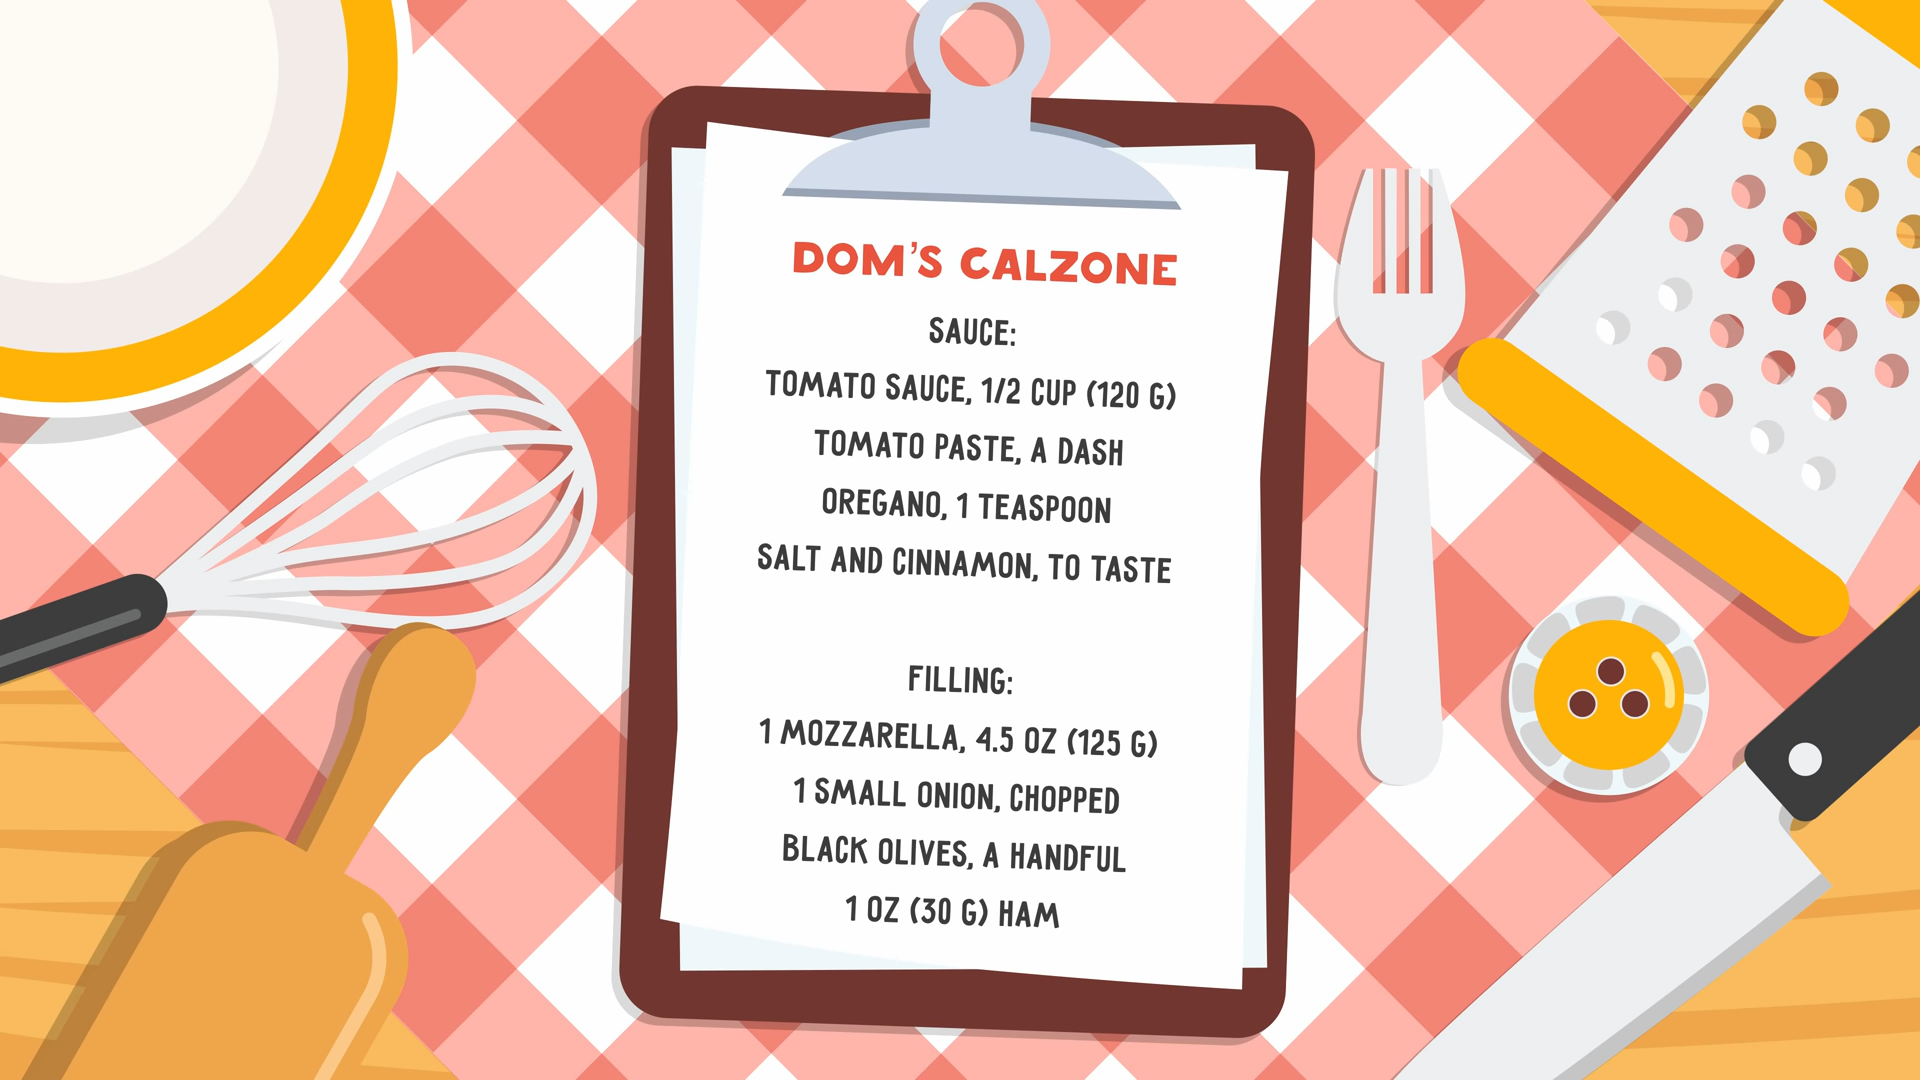 DOM'S CALZONE
SAUCE:
TOMATO SAUCE, 1/2 CUP (120 G)
TOMATO PASTE, A DASH
OREGANO, 1 TEASPOON
SALT AND CINNAMON, TO TASTE
FILLING:
1 MOZZARELLA, 4.5 OZ (125 G)
1 SMALL ONION, CHOPPED
BLACK OLIVES, A HANDFUL
1 OZ (30 G) HAM